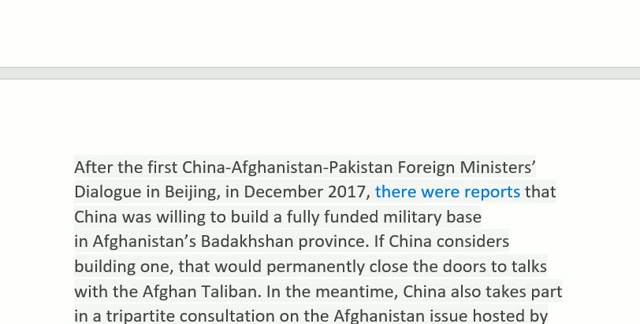 After the first China-Afghanistan-Pakistan Foreign Ministers’
Dialogue in Beijing, in December 2017, there were reports that
China was willing to build a fully funded military base
in Afghanistan’s Badakhshan province. If China considers
building one, that would permanently close the doors to talks
with the Afghan Taliban. In the meantime, China also takes part
in a tripartite consultation on the Afghanistan issue hosted by